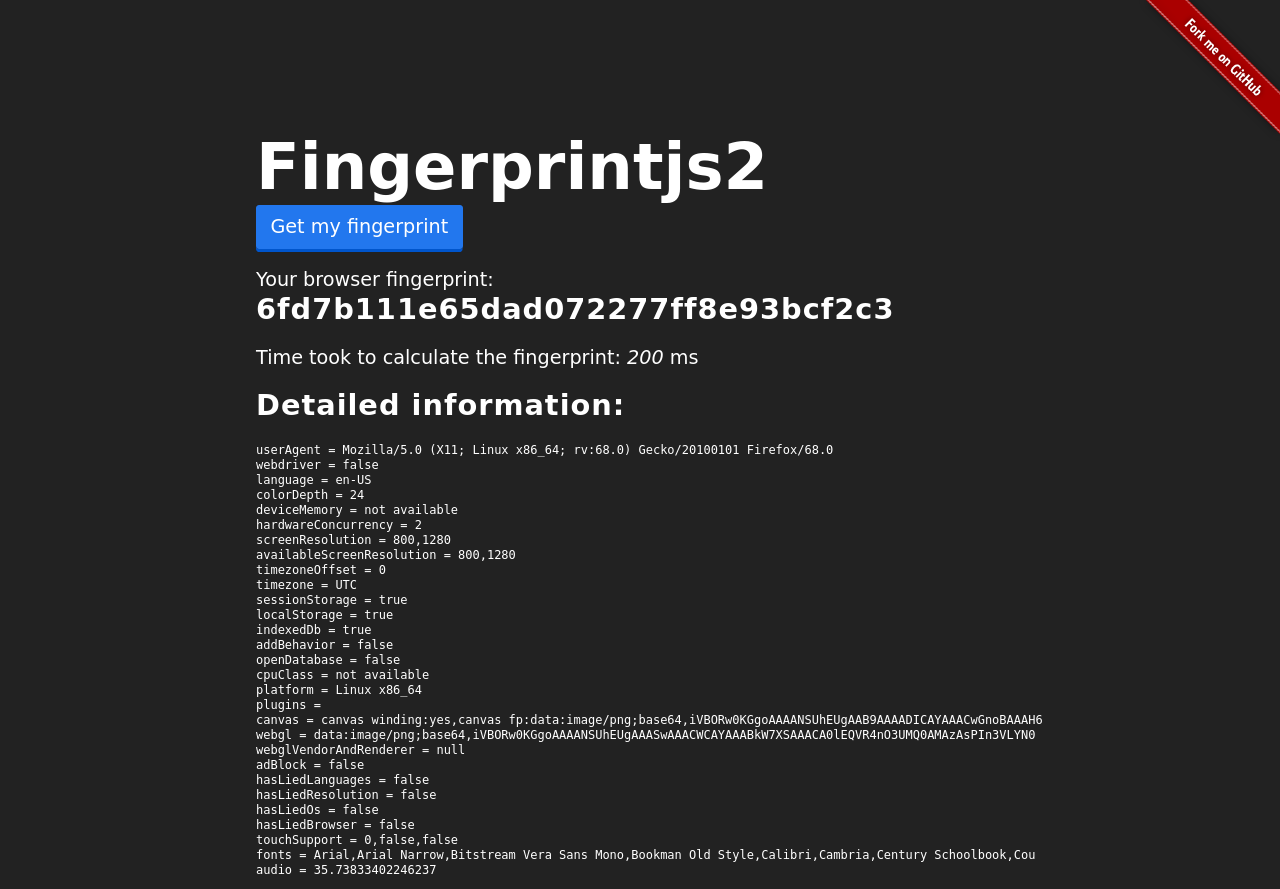 Fork me on GitHub
Fingerprintjs2
Get my fingerprint
Your browser fingerprint:
6fd7b111e65dad072277ff8e93bcf2c3
Time took to calculate the fingerprint: 200 ms
Detailed information:
userAgent = Mozilla/5.0 (X11; Linux x86_64; rv:68.0) Gecko/20100101 Firefox/68.0
webdriver = false
language = en-US
colorDepth = 24
deviceMemory = not available
hardwareConcurrency = 2
screenResolution = 800,1280
availableScreenResolution = 800,1280
timezoneOffset = 0
timezone = UTC
sessionStorage = true
localStorage = true
indexedDb = true
addBehavior = false
openDatabase = false
cpuClass = not available
platform = Linux x86_64
plugins =
canvas = canvas winding:yes,canvas fp:data:image/png;base64,iVBORw0KGgoAAAANSUhEUgAAB9AAAADICAYAAACwGnoBAAAH6
webgl = data:image/png;base64,iVBORw0KGgoAAAANSUhEUgAAASwAAACWCAYAAABkW7XSAAACA0lEQVR4nO3UMQ0AMAzAsPIn3VLYN0
webglVendorAndRenderer = null
adBlock = false
hasLiedLanguages = false
hasLiedResolution = false
hasLiedOs = false
hasLiedBrowser = false
touchSupport = 0,false,false
fonts = Arial,Arial Narrow,Bitstream Vera Sans Mono,Bookman Old Style,Calibri,Cambria,Century Schoolbook,Cou
audio = 35.73833402246237